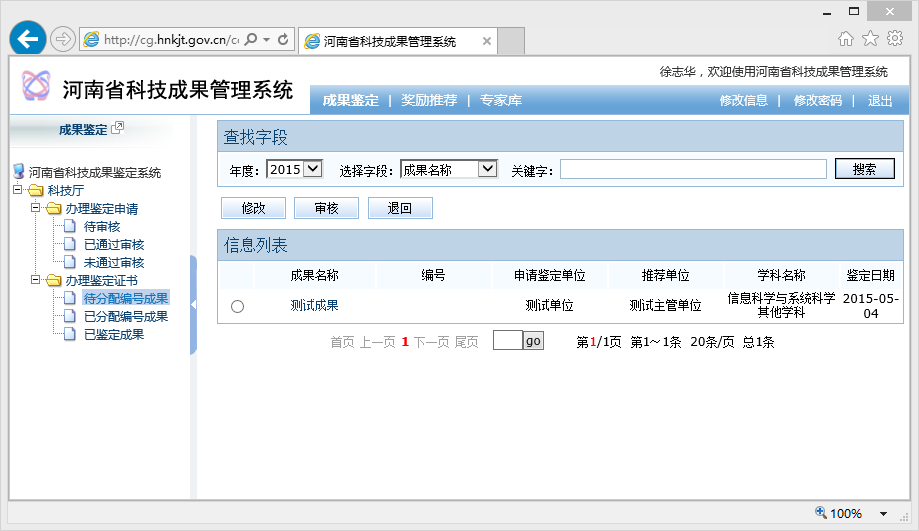 http://cg.hnkjt.gov.cn/c
河南省科技成果管理系统
徐志华，欢迎使用河南省科技成果管理系统
河南省科技成果管理系统
成果鉴定 | 奖励推荐 | 专家库
修改信息 | 修改密码 | 退出
成果鉴定
河南省科技成果鉴定系统
科技厅
办理鉴定申请
待审核
已通过审核
未通过审核
办理鉴定证书
待分配编号成果
已分配编号成果
已鉴定成果
查找字段
年度： 2015 选择字段： 成果名称 关键字： 搜索
修改 审核 退回
信息列表
成果名称 编号 申请鉴定单位 推荐单位 学科名称 鉴定日期
测试成果 测试单位 测试主管单位 信息科学与系统科学 2015-05-
其他学科 04
首页 上一页 1 下一页 尾页 go 第1/1页 第1～1条 20条/页 总1条
100%